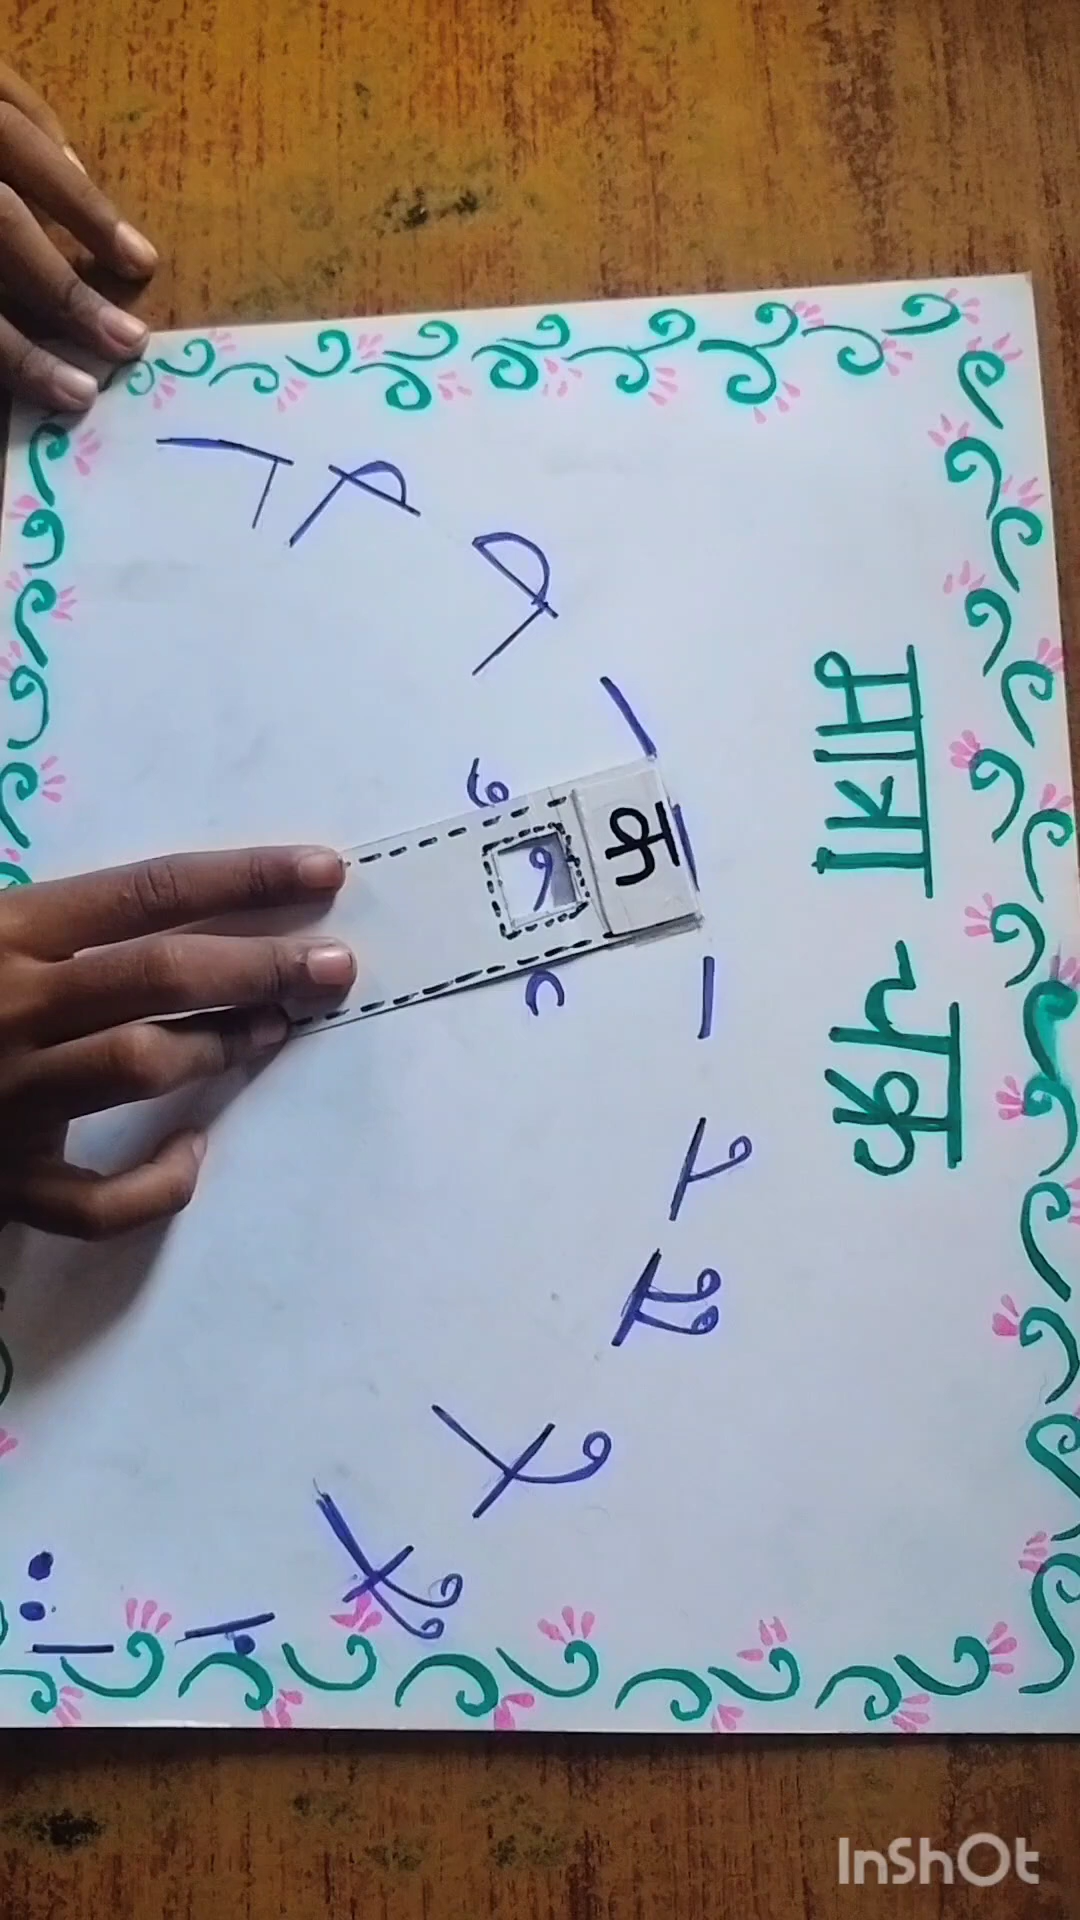 मात्रा चक्र
ा ि ी ु ू ृ े ै ो ौ ं ः
क
InShOt